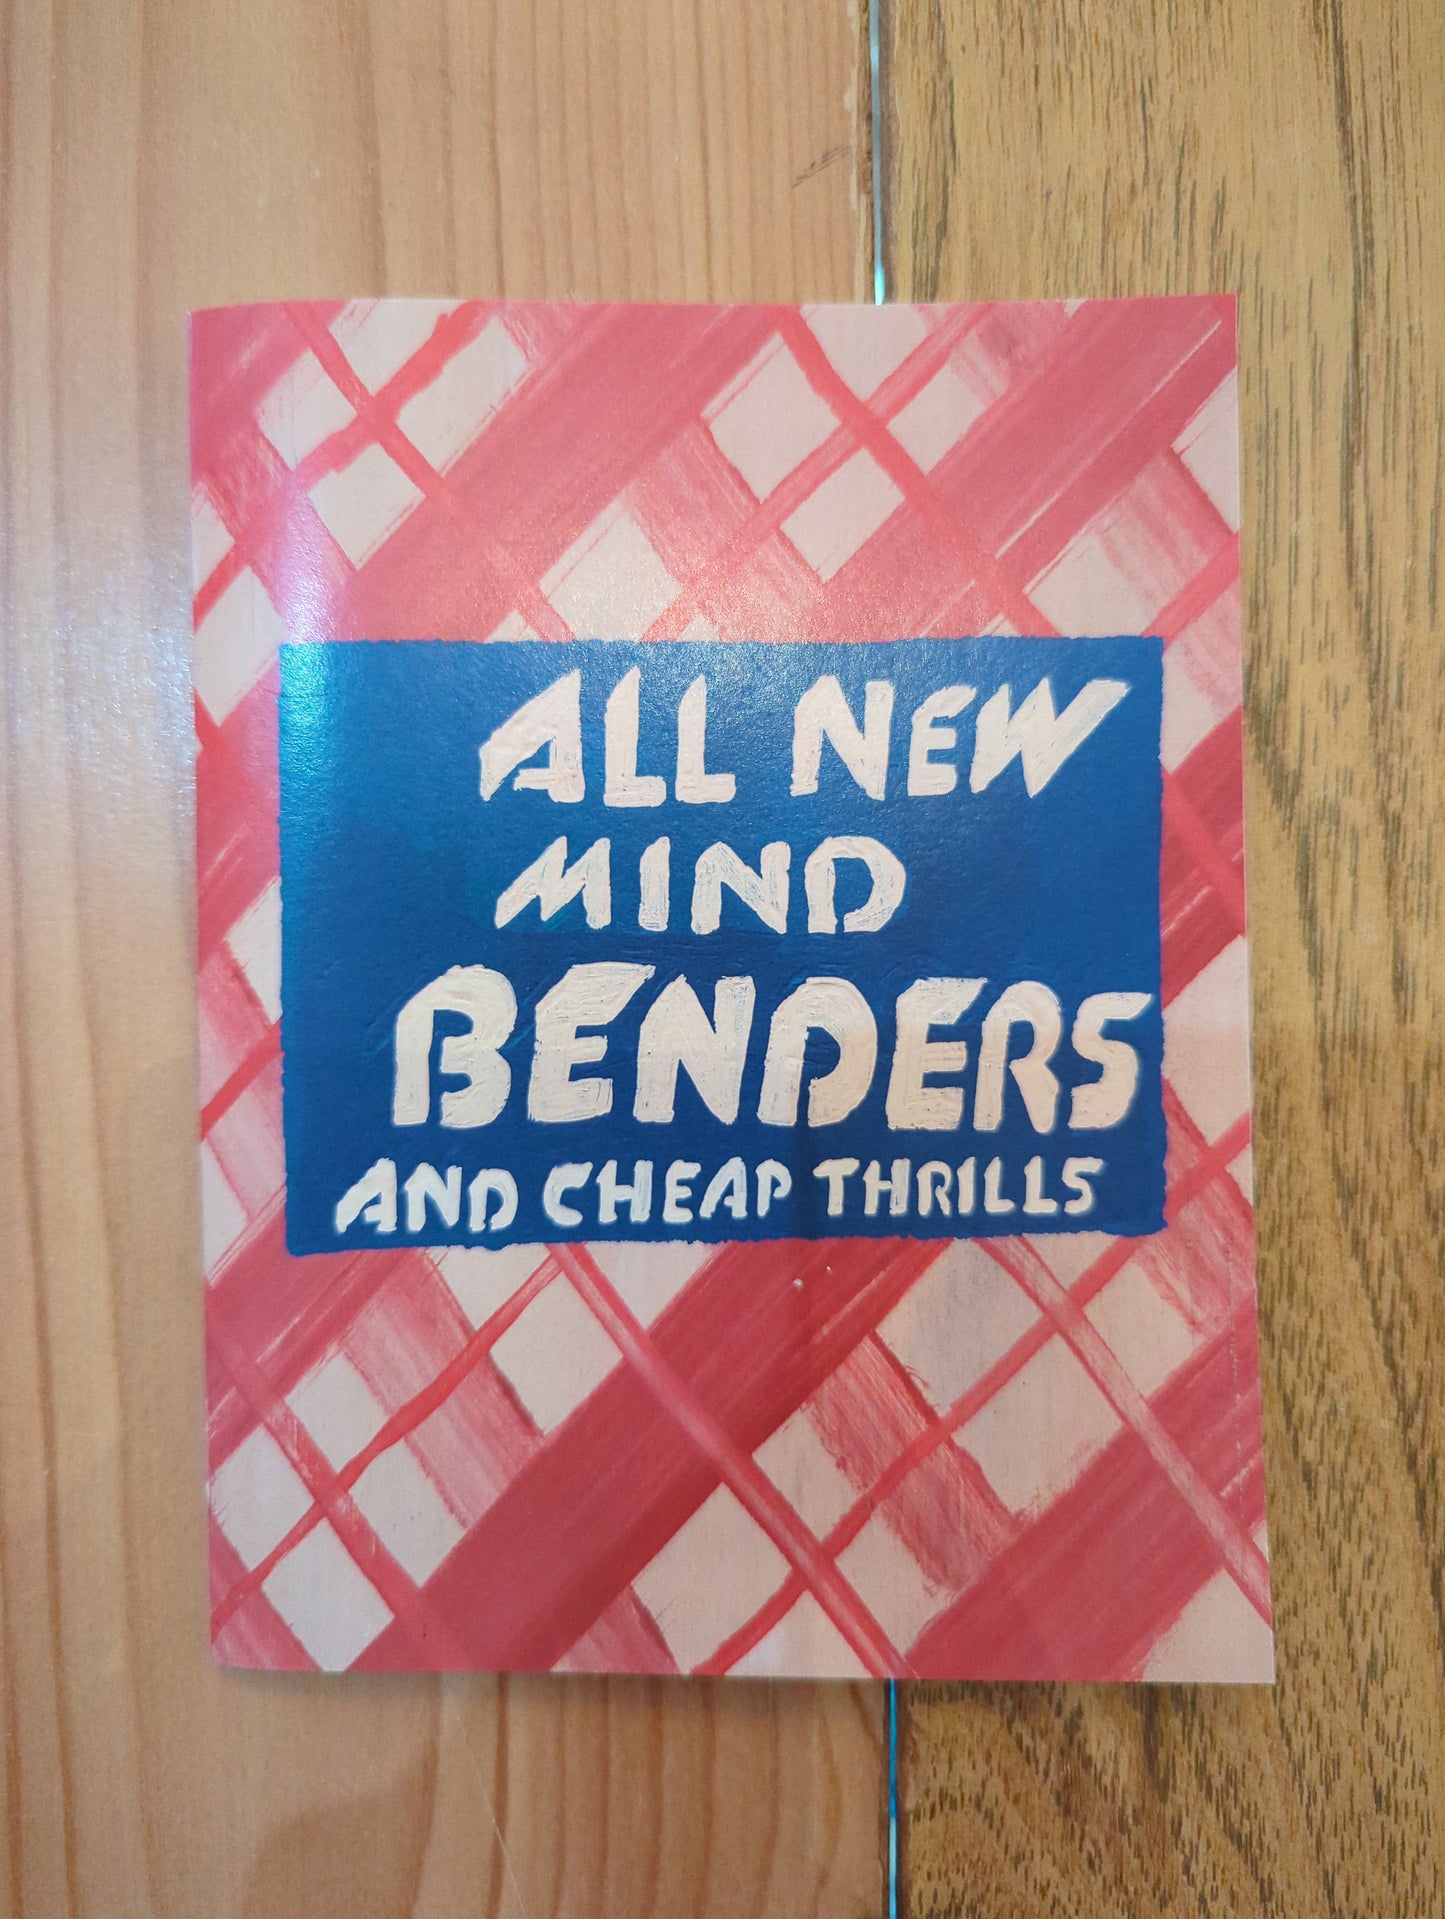 ALL NEW
MIND
BENDERS
AND CHEAP THRILLS